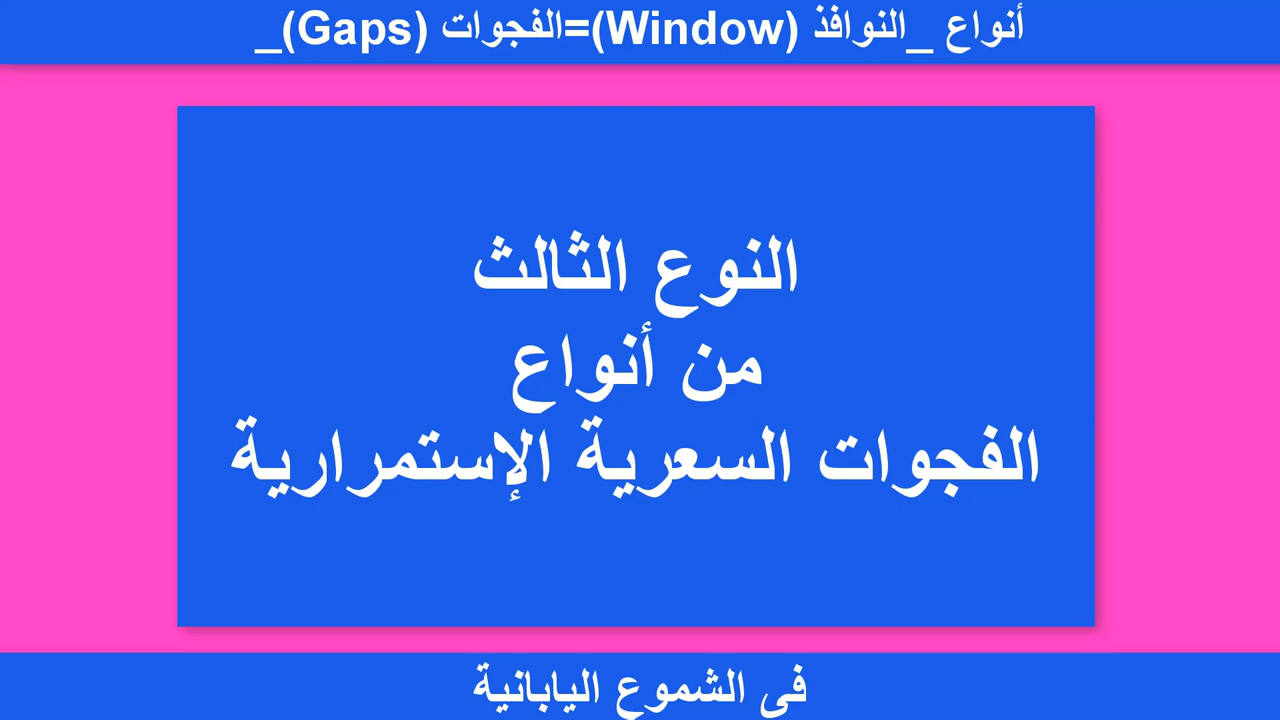 أنواع _النوافذ (Window)=الفجوات (Gaps)_
النوع الثالث
من أنواع
الفجوات السعرية الإستمرارية
فى الشموع اليابانية